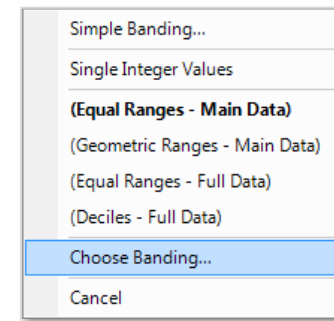 Simple Banding...
Single Integer Values
(Equal Ranges - Main Data)
(Geometric Ranges - Main Data)
(Equal Ranges - Full Data)
(Deciles - Full Data)
Choose Banding...
Cancel